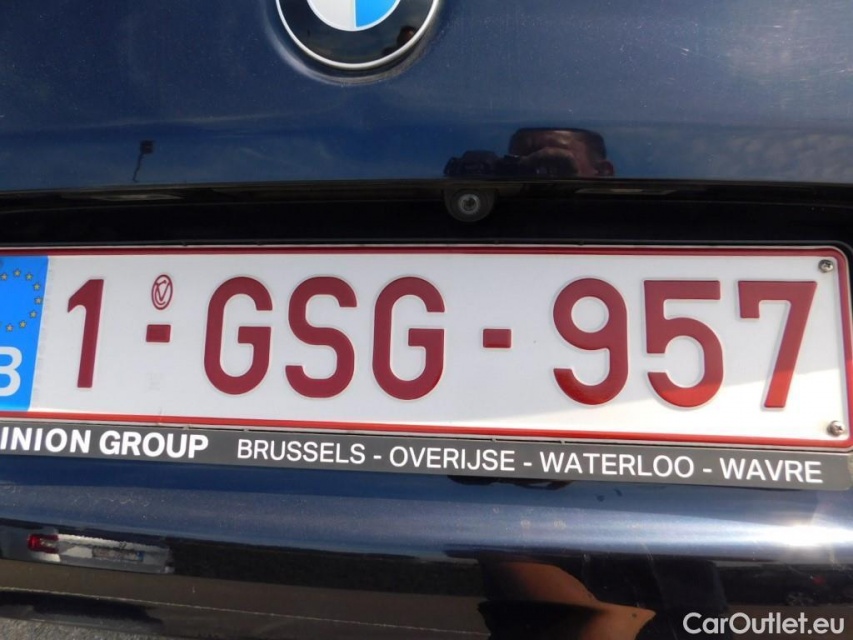 B
1-GSG-957
INION GROUP BRUSSELS - OVERIJSE - WATERLOO - WAVRE
CarOutlet.eu